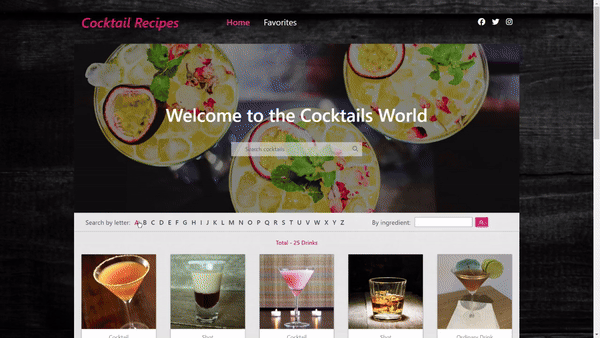 Cocktail Recipes Home Favorites
Welcome to the Cocktails World
Search cocktails
Search by letter: A B C D E F G H I J K L M N O P Q R S T U V W X Y Z By ingredient:
Total - 25 Drinks
Cocktail Shot Cocktail Shot Ordinary Drink